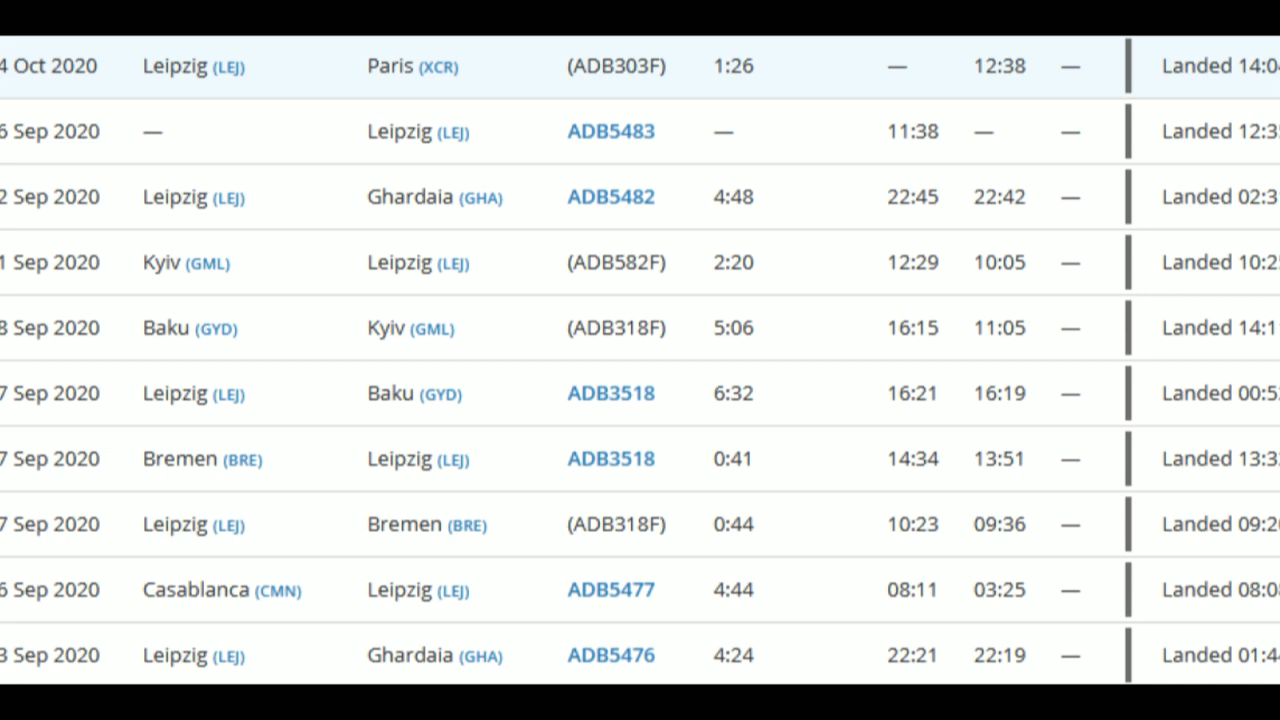 4 Oct 2020 Leipzig (LEJ) Paris (XCR) (ADB303F) 1:26 — 12:38 — Landed 14:04
6 Sep 2020 — Leipzig (LEJ) ADB5483 — 11:38 — — Landed 12:3
2 Sep 2020 Leipzig (LEJ) Ghardaia (GHA) ADB5482 4:48 22:45 22:42 — Landed 02:3
1 Sep 2020 Kyiv (GML) Leipzig (LEJ) (ADB582F) 2:20 12:29 10:05 — Landed 10:2
8 Sep 2020 Baku (GYD) Kyiv (GML) (ADB318F) 5:06 16:15 11:05 — Landed 14:1
7 Sep 2020 Leipzig (LEJ) Baku (GYD) ADB3518 6:32 16:21 16:19 — Landed 00:5
7 Sep 2020 Bremen (BRE) Leipzig (LEJ) ADB3518 0:41 14:34 13:51 — Landed 13:3
7 Sep 2020 Leipzig (LEJ) Bremen (BRE) (ADB318F) 0:44 10:23 09:36 — Landed 09:2
6 Sep 2020 Casablanca (CMN) Leipzig (LEJ) ADB5477 4:44 08:11 03:25 — Landed 08:0
3 Sep 2020 Leipzig (LEJ) Ghardaia (GHA) ADB5476 4:24 22:21 22:19 — Landed 01:4